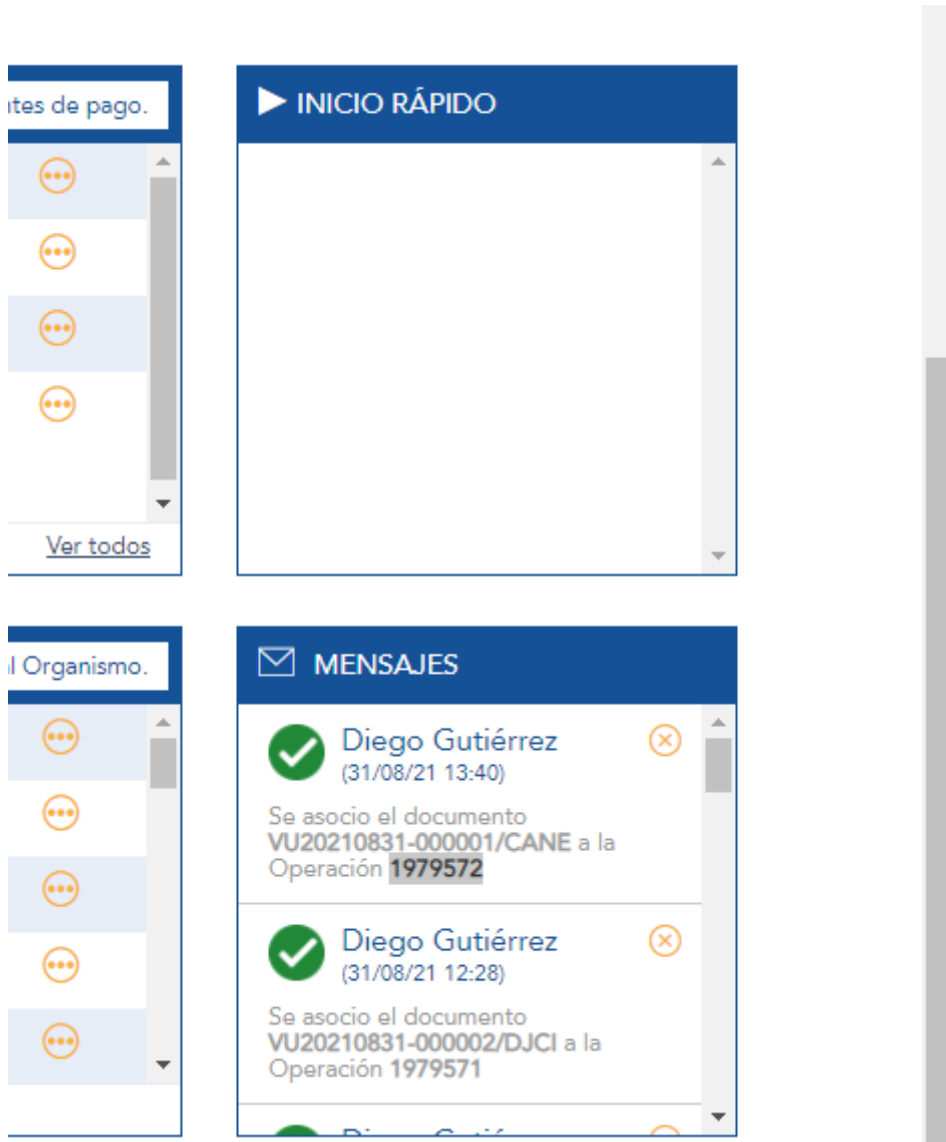 ntes de pago.
INICIO RÁPIDO
Ver todos
l Organismo.
MENSAJES
Diego Gutiérrez
(31/08/21 13:40)
Se asocio el documento
VU20210831-000001/CANE a la
Operación 1979572
Diego Gutiérrez
(31/08/21 12:28)
Se asocio el documento
VU20210831-000002/DJCI a la
Operación 1979571